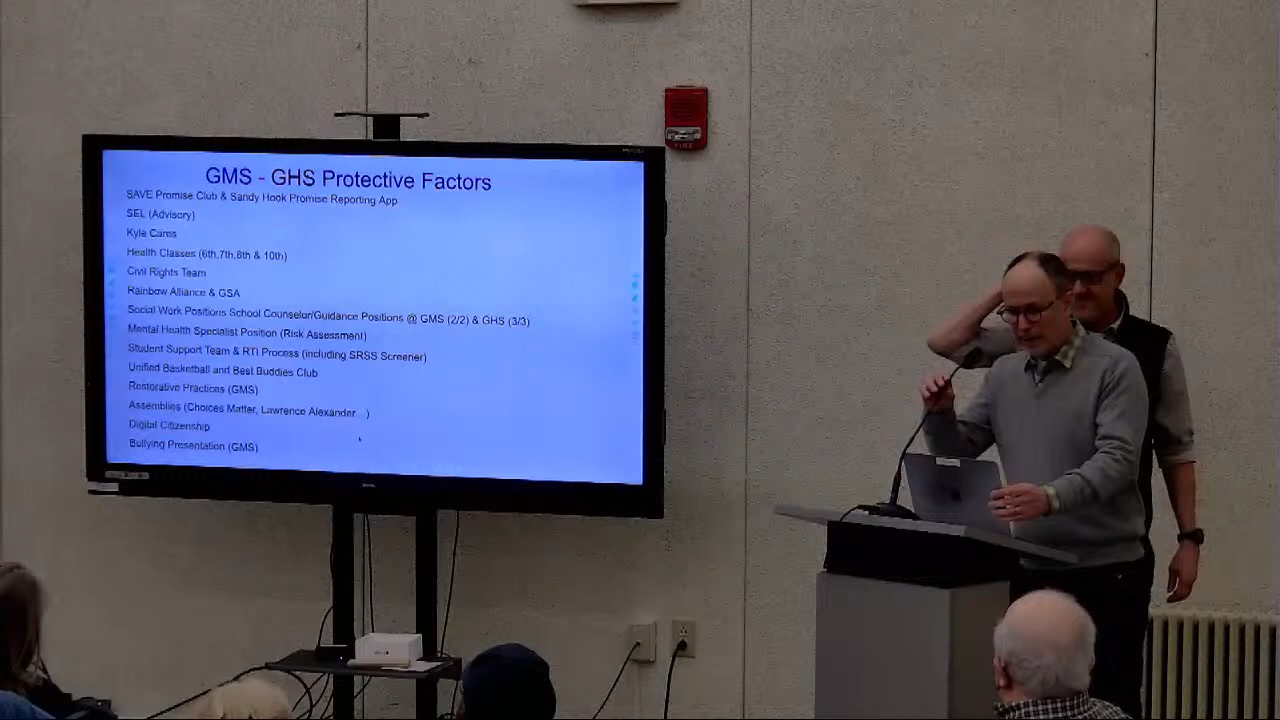 GMS - GHS Protective Factors
SAVE Promise Club & Sandy Hook Promise Reporting App
SEL (Advisory)
Kyle Cares
Health Classes (6th,7th,8th & 10th)
Civil Rights Team
Rainbow Alliance & GSA
Social Work Positions School Counselor/Guidance Positions @ GMS (2/2) & GHS (3/3)
Mental Health Specialist Position (Risk Assessment)
Student Support Team & RTI Process (including SRSS Screener)
Unified Basketball and Best Buddies Club
Restorative Practices (GMS)
Assemblies (Choices Matter, Lawrence Alexander...)
Digital Citizenship
Bullying Presentation (GMS)
FIRE